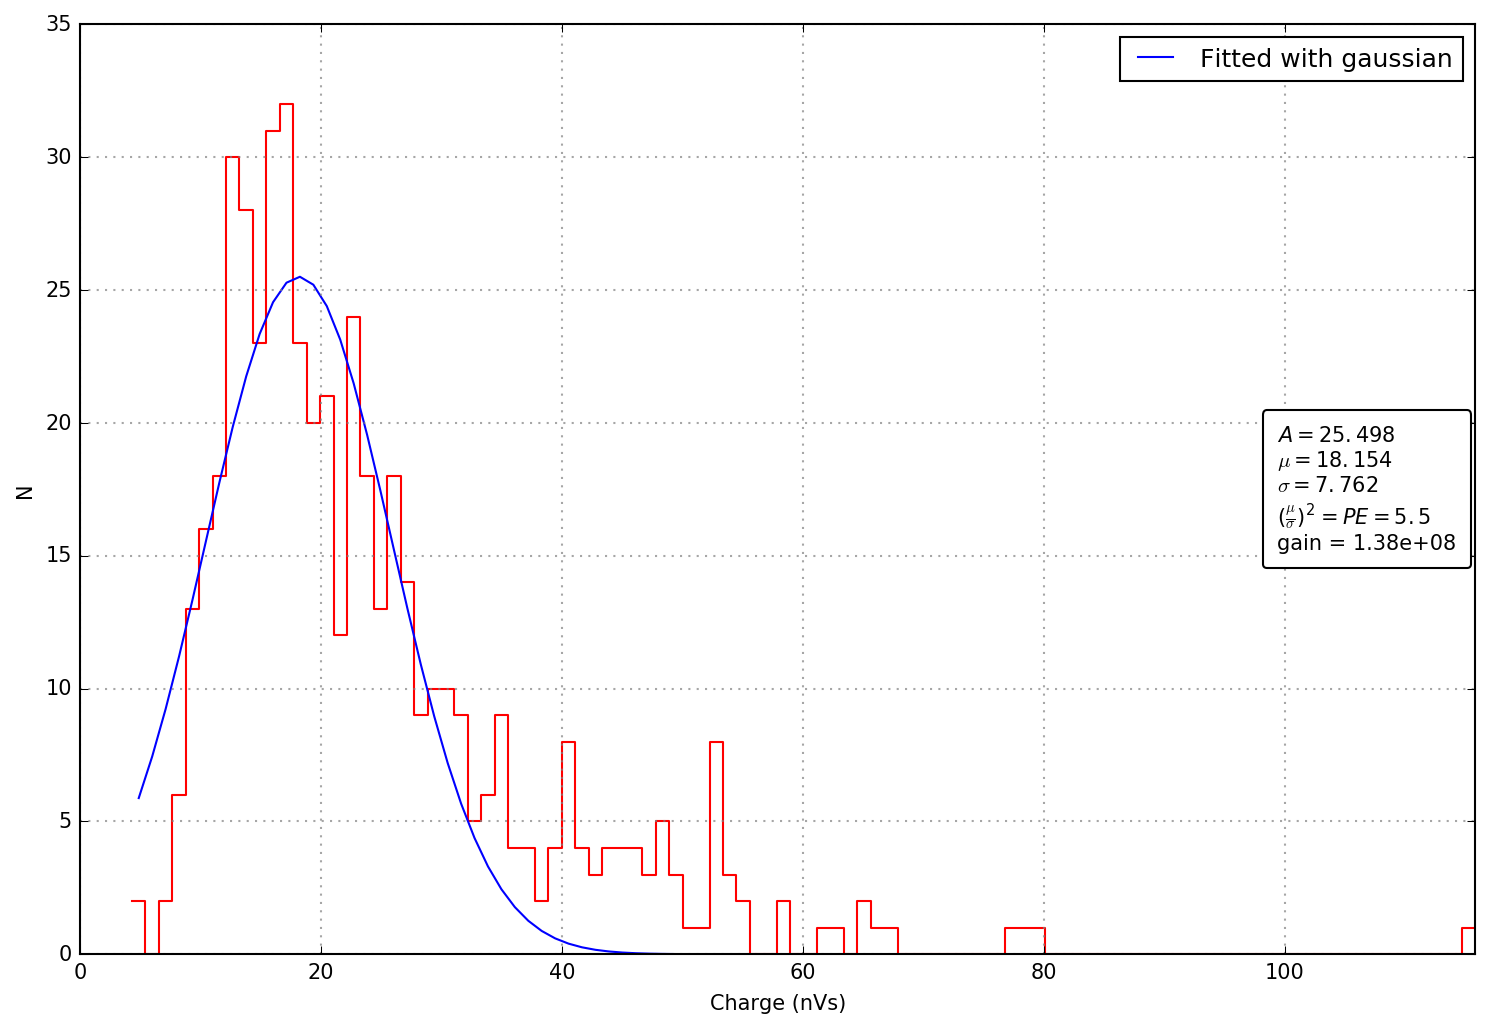 Fitted with gaussian
35
30
25
20
15
10
5
0
N
A = 25.498
μ = 18.154
σ = 7.762
(μ/σ)² = PE = 5.5
gain = 1.38e+08
0 20 40 60 80 100
Charge (nVs)